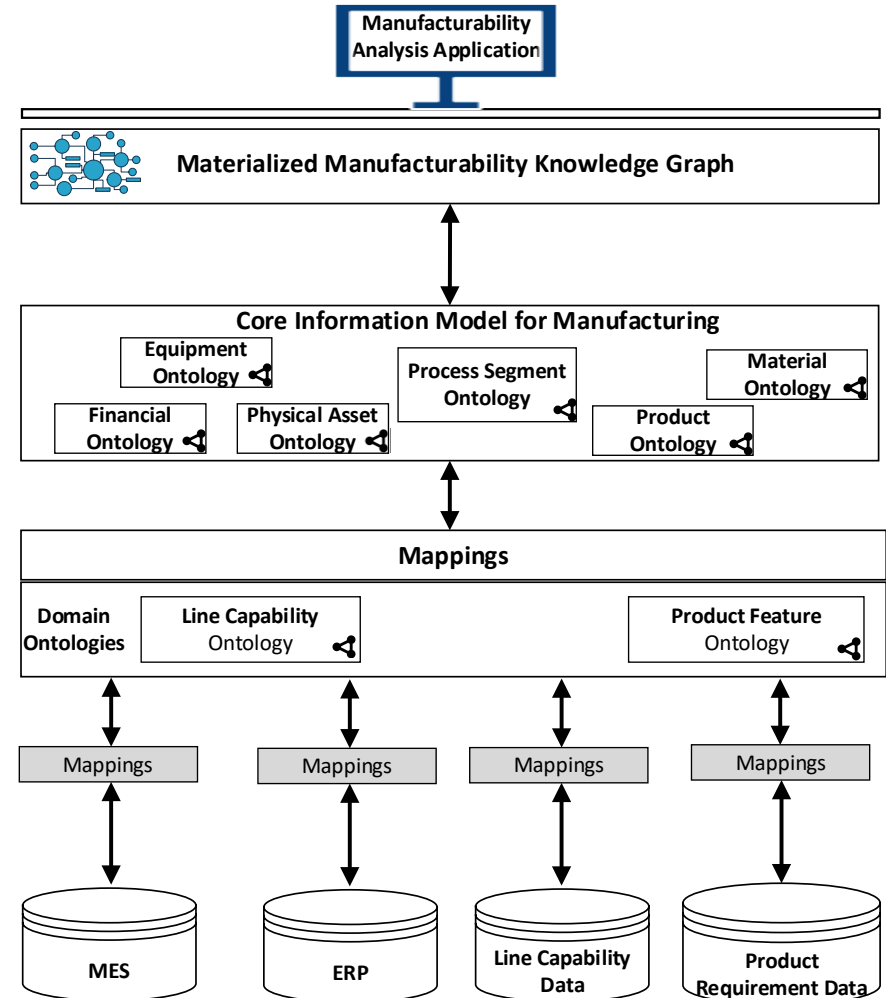 Manufacturability
Analysis Application
Materialized Manufacturability Knowledge Graph
Core Information Model for Manufacturing
Equipment
Ontology
Process Segment
Ontology
Material
Ontology
Financial
Ontology
Physical Asset
Ontology
Product
Ontology
Mappings
Domain
Ontologies
Line Capability
Ontology
Product Feature
Ontology
Mappings
Mappings
Mappings
Mappings
MES
ERP
Line Capability
Data
Product
Requirement Data